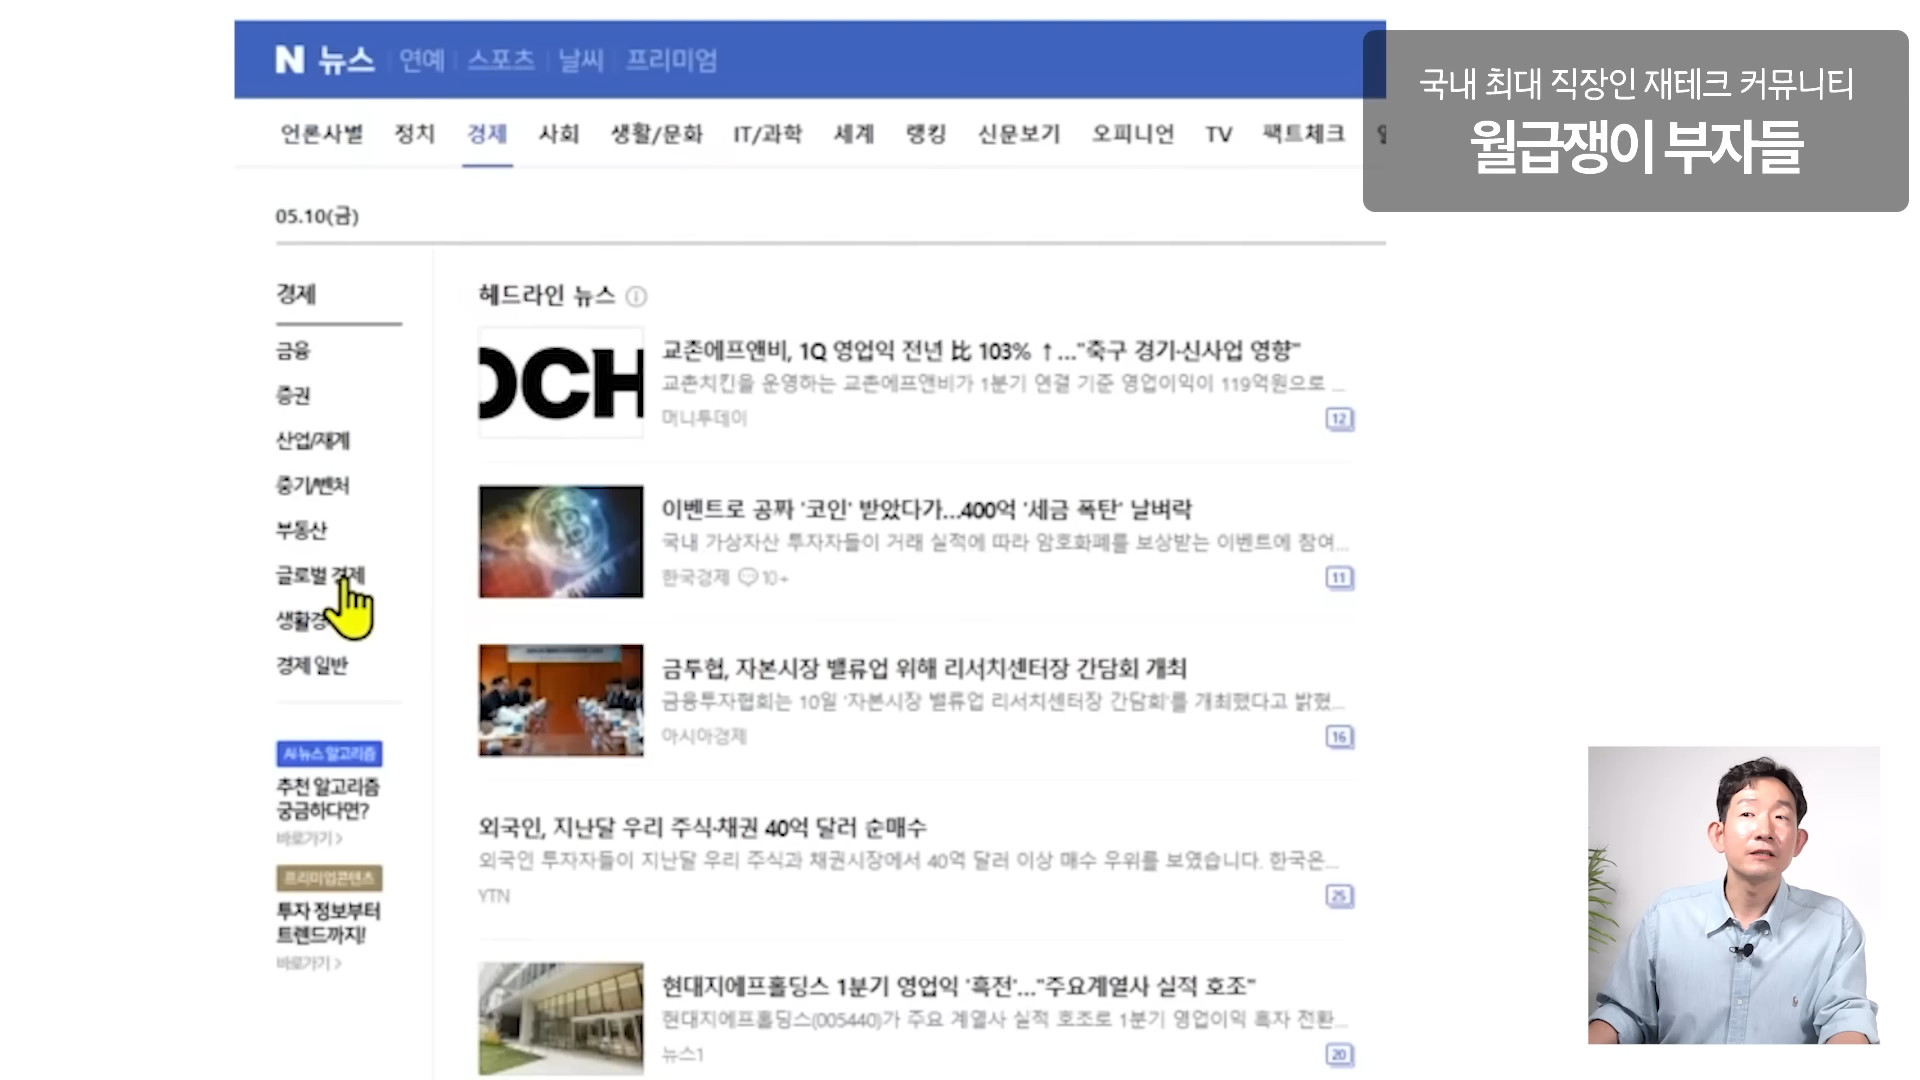 N 뉴스 연예 스포츠 날씨 프리미엄
국내 최대 직장인 재테크 커뮤니티
월급쟁이 부자들
언론사별 정치 경제 사회 생활/문화 IT/과학 세계 랭킹 신문보기 오피니언 TV 팩트체크
05.10(금)
경제
금융
증권
산업/재계
중기/벤처
부동산
글로벌 경제
생활경
경제 일반
AI 뉴스 알고리즘
추천 알고리즘
궁금하다면?
바로가기 >
프리미엄콘텐츠
투자 정보부터
트렌드까지!
바로가기 >
헤드라인 뉴스
OCH
교촌에프앤비, 1Q 영업익 전년 比 103% ↑…"축구 경기·신사업 영향"
교촌치킨을 운영하는 교촌에프앤비가 1분기 연결 기준 영업이익이 119억원으로 ...
머니투데이
12
이벤트로 공짜 '코인' 받았다가…400억 '세금 폭탄' 날벼락
국내 가상자산 투자자들이 거래 실적에 따라 암호화폐를 보상받는 이벤트에 참여...
한국경제 10+
11
금투협, 자본시장 밸류업 위해 리서치센터장 간담회 개최
금융투자협회는 10일 '자본시장 밸류업 리서치센터장 간담회'를 개최했다고 밝혔...
아시아경제
16
외국인, 지난달 우리 주식·채권 40억 달러 순매수
외국인 투자자들이 지난달 우리 주식과 채권시장에서 40억 달러 이상 매수 우위를 보였습니다. 한국은...
YTN
25
현대지에프홀딩스 1분기 영업익 '흑전'…"주요계열사 실적 호조"
현대지에프홀딩스(005440)가 주요 계열사 실적 호조로 1분기 영업이익 흑자 전환...
뉴스1
20